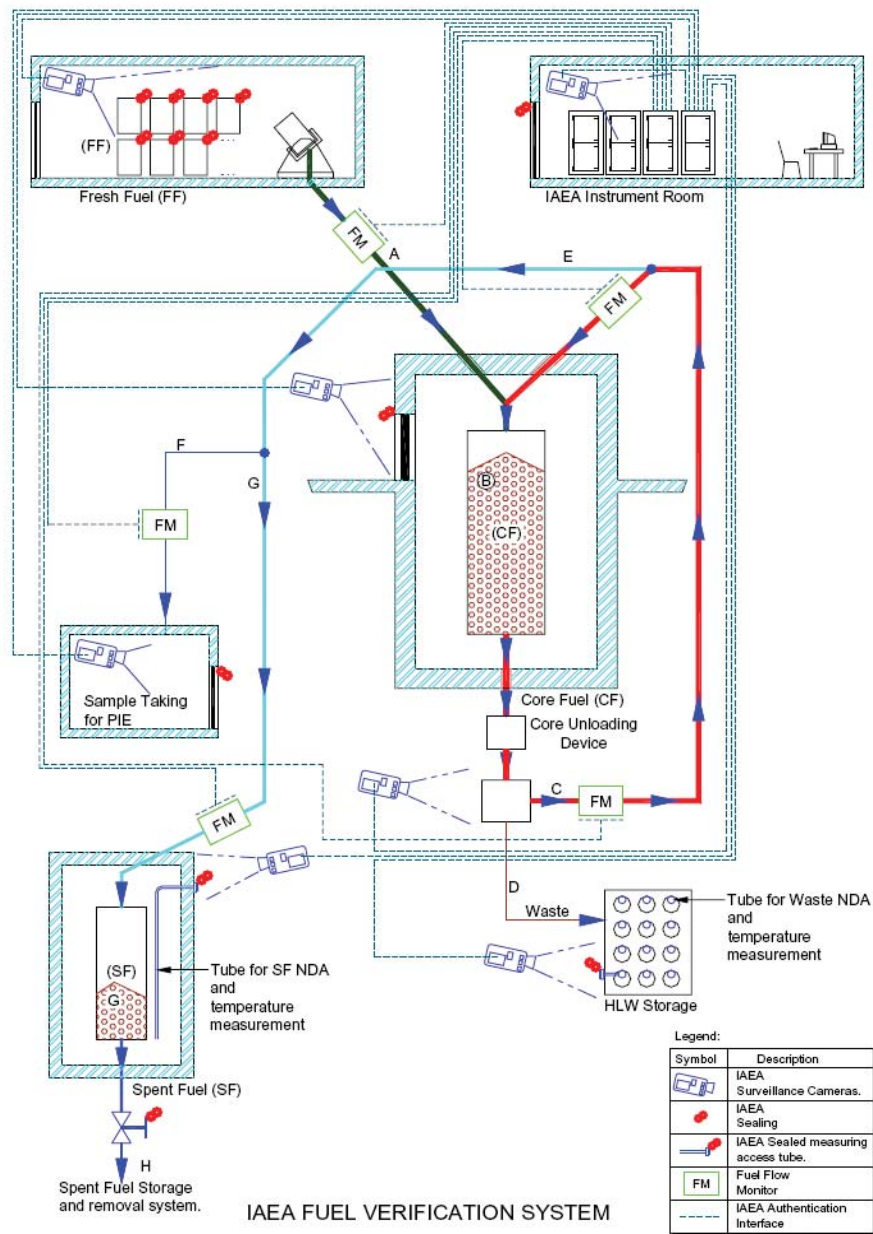 (FF)
Fresh Fuel (FF)
IAEA Instrument Room
FM
A
E
FM
F
G
FM
B
(CF)
Sample Taking
for PIE
Core Fuel (CF)
Core Unloading
Device
C
FM
FM
D
Waste
Tube for Waste NDA
and
temperature
measurement
HLW Storage
(SF)
G
Tube for SF NDA
and
temperature
measurement
Spent Fuel (SF)
H
Spent Fuel Storage
and removal system.
IAEA FUEL VERIFICATION SYSTEM
Legend:
Symbol Description
IAEA
Surveillance Cameras.
IAEA
Sealing
IAEA Sealed measuring
access tube.
FM Fuel Flow
Monitor
IAEA Authentication
Interface